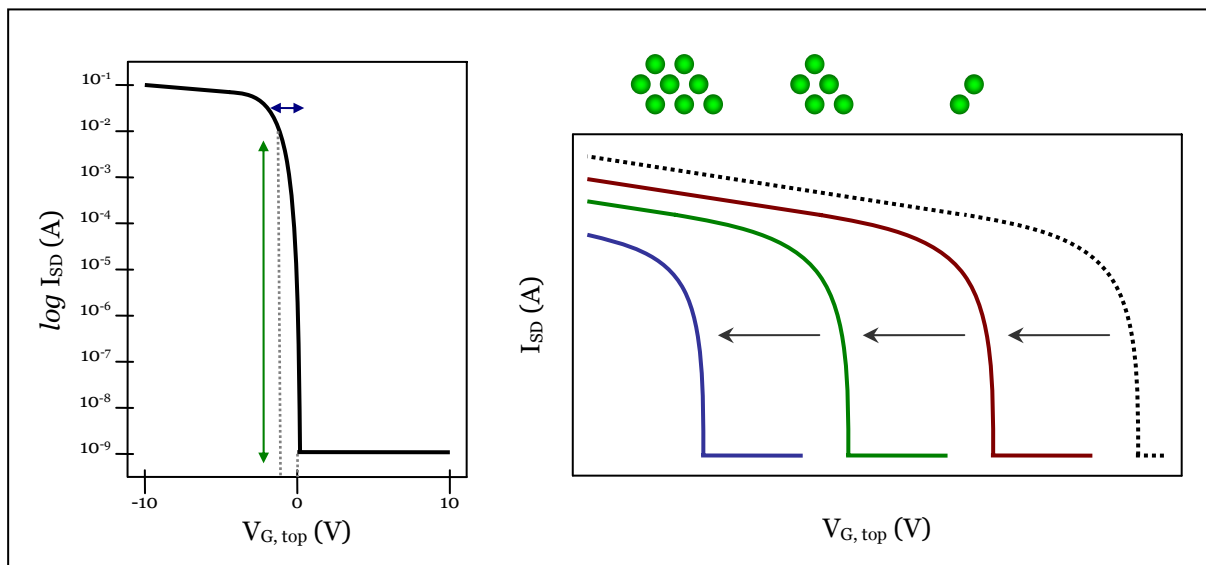 10⁻¹
10⁻²
10⁻³
10⁻⁴
10⁻⁵
10⁻⁶
10⁻⁷
10⁻⁸
10⁻⁹
log I_SD (A)
-10 0 10
V_G, top (V)
I_SD (A)
V_G, top (V)